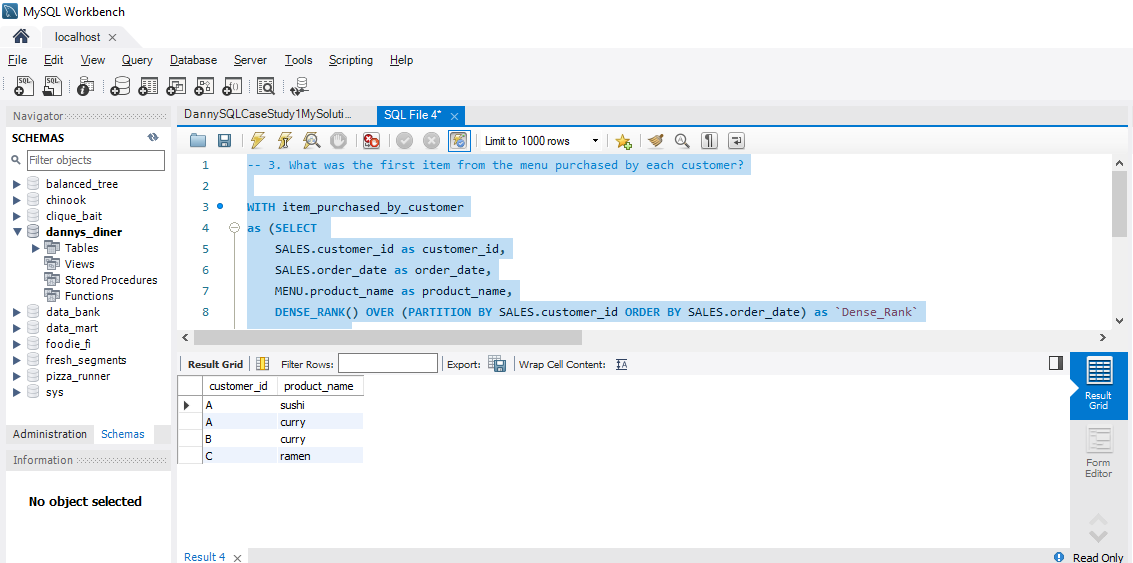 MySQL Workbench
localhost
File Edit View Query Database Server Tools Scripting Help
Navigator
SCHEMAS
Filter objects
balanced_tree
chinook
clique_bait
dannys_diner
Tables
Views
Stored Procedures
Functions
data_bank
data_mart
foodie_fi
fresh_segments
pizza_runner
sys
Administration Schemas
Information
No object selected
DannySQLCaseStudy1MySoluti... SQL File 4*
Limit to 1000 rows
1 -- 3. What was the first item from the menu purchased by each customer?
2
3 WITH item_purchased_by_customer
4 as (SELECT
5 SALES.customer_id as customer_id,
6 SALES.order_date as order_date,
7 MENU.product_name as product_name,
8 DENSE_RANK() OVER (PARTITION BY SALES.customer_id ORDER BY SALES.order_date) as `Dense_Rank`
Result Grid Filter Rows: Export: Wrap Cell Content:
customer_id product_name
A sushi
A curry
B curry
C ramen
Result
Grid
Form
Editor
Result 4
Read Only